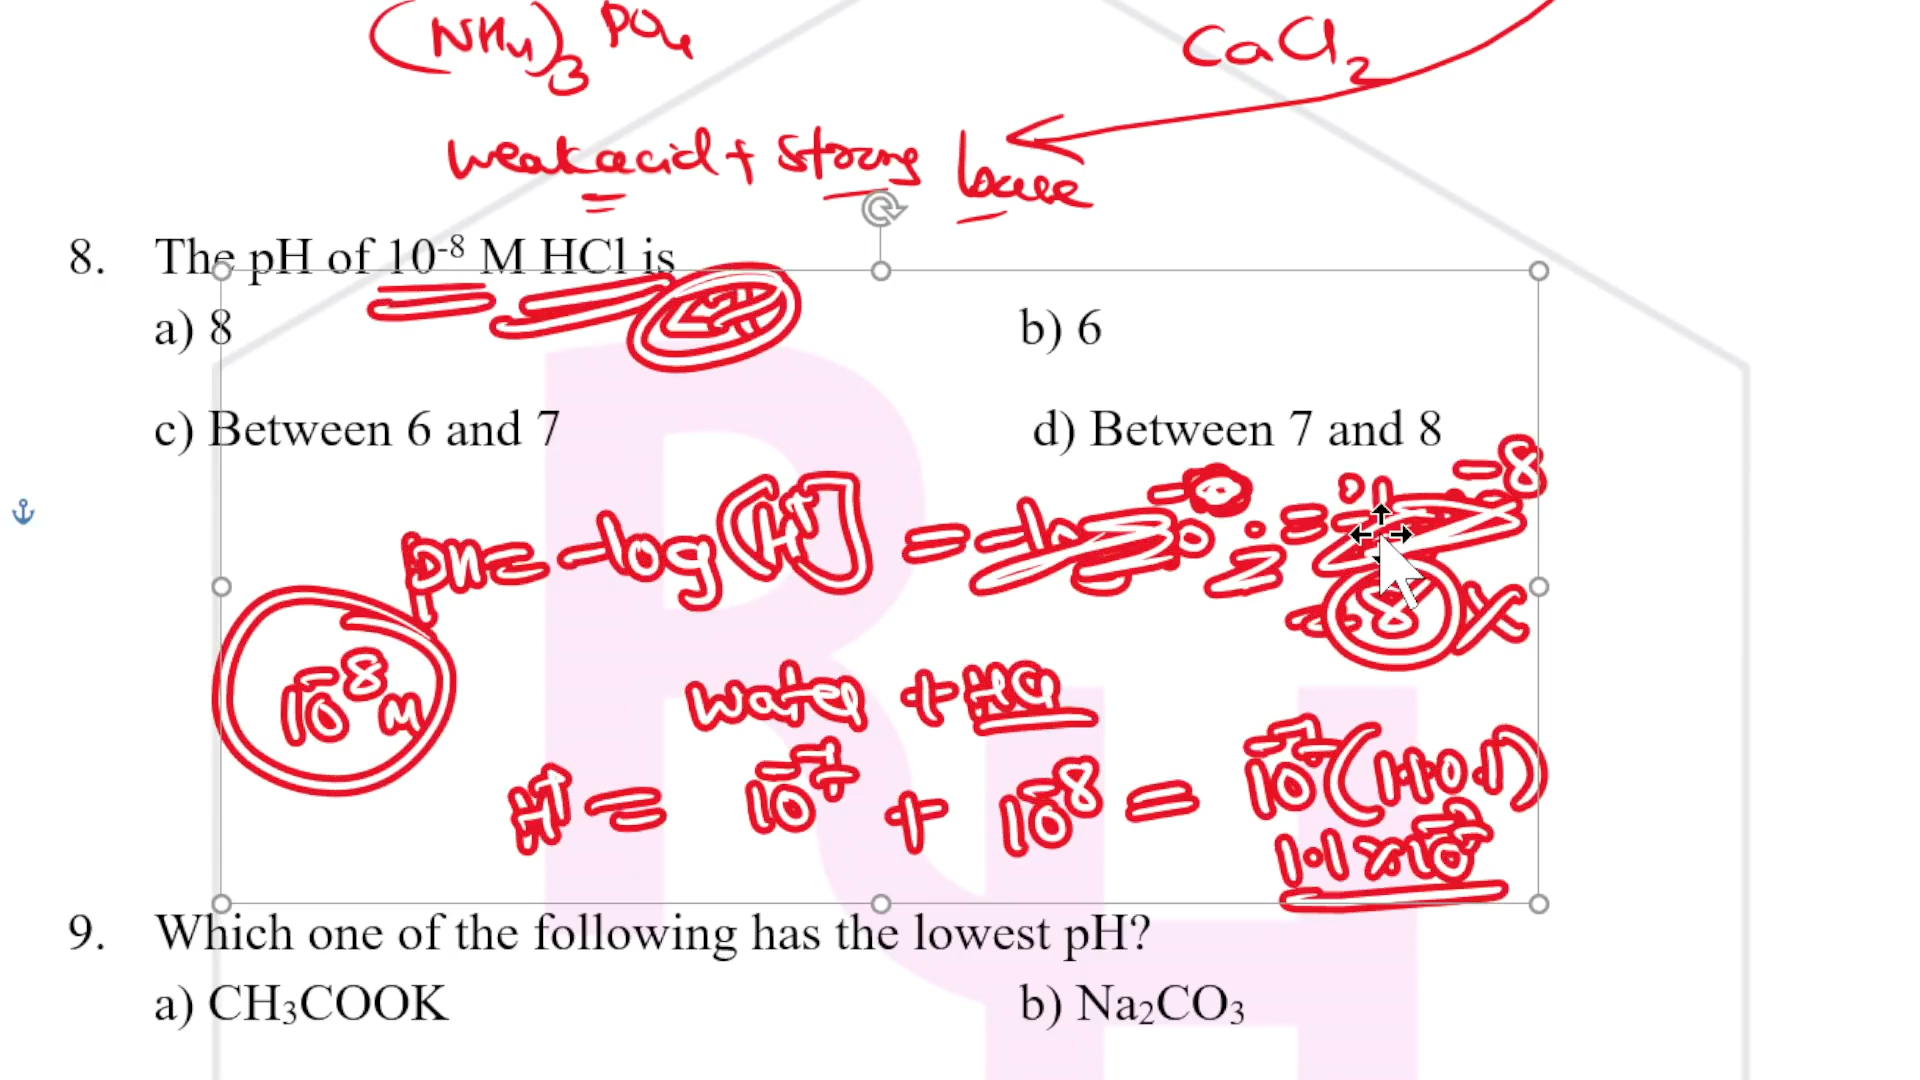 (NH4)3 PO4 CaCl2
weak acid + strong base
8. The pH of 10-8 M HCl is
a) 8 b) 6
c) Between 6 and 7 d) Between 7 and 8
-8
pH = -log [H+] =
= 8 x
10-8 M
water + HCl
H+ = 10-7 + 10-8 = 10-7 (1+0.1)
1.1 x 10-7
9. Which one of the following has the lowest pH?
a) CH3COOK b) Na2CO3